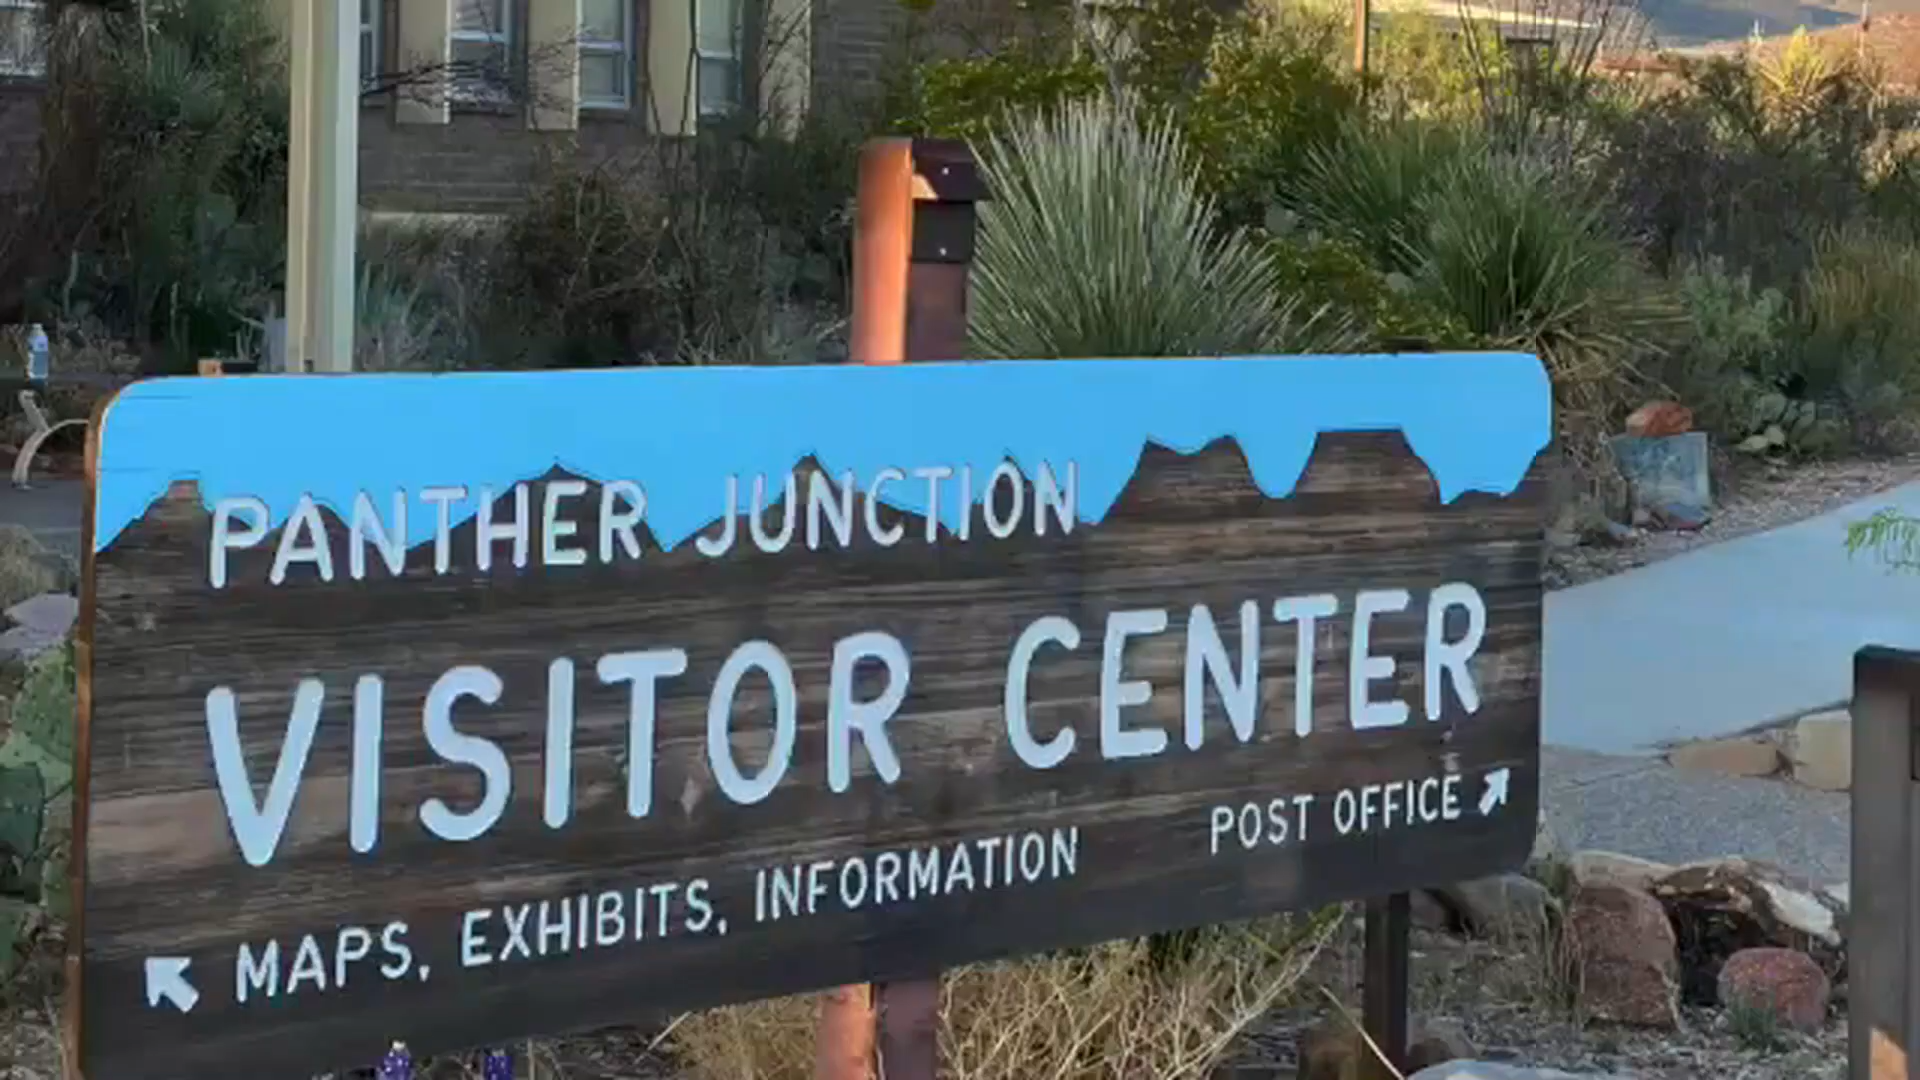 PANTHER JUNCTION
VISITOR CENTER
POST OFFICE
MAPS, EXHIBITS, INFORMATION